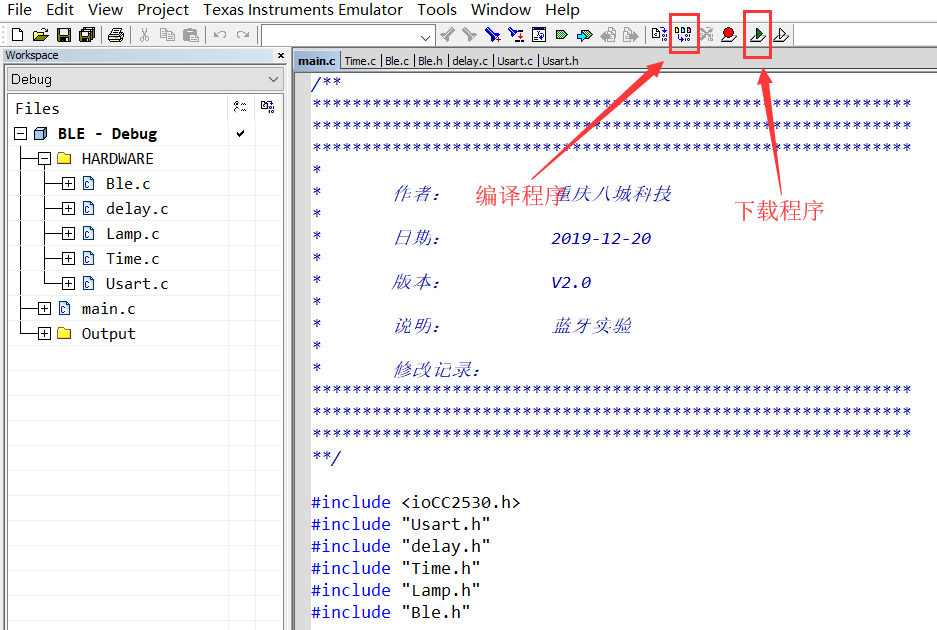 File Edit View Project Texas Instruments Emulator Tools Window Help
Workspace
Debug
Files
BLE - Debug
HARDWARE
Ble.c
delay.c
Lamp.c
Time.c
Usart.c
main.c
Output
main.c Time.c Ble.c Ble.h delay.c Usart.c Usart.h
/**
************************************************************
************************************************************
************************************************************
*
* 作者: 重庆八城科技
*
* 日期: 2019-12-20
*
* 版本: V2.0
*
* 说明: 蓝牙实验
*
* 修改记录:
************************************************************
************************************************************
************************************************************
**/
#include <ioCC2530.h>
#include "Usart.h"
#include "delay.h"
#include "Time.h"
#include "Lamp.h"
#include "Ble.h"
编译程序
下载程序